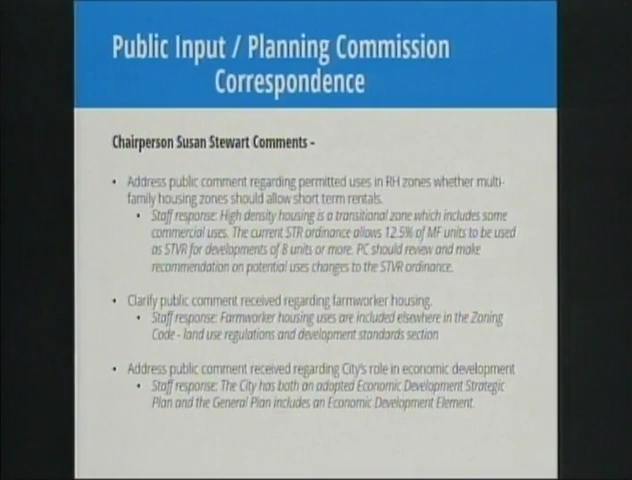 Public Input / Planning Commission
Correspondence
Chairperson Susan Stewart Comments -
• Address public comment regarding permitted uses in RH zones whether multi-
family housing zones should allow short term rentals.
• Staff response: High density housing is a transitional zone which includes some
commercial uses. The current STR ordinance allows 12.5% of MF units to be used
as STVR for developments of 8 units or more. PC should review and make
recommendation on potential uses changes to the STVR ordinance.
• Clarify public comment received regarding farmworker housing.
• Staff response: Farmworker housing uses are included elsewhere in the Zoning
Code - land use regulations and development standards section
• Address public comment received regarding City's role in economic development
• Staff response: The City has both an adopted Economic Development Strategic
Plan and the General Plan includes an Economic Development Element.